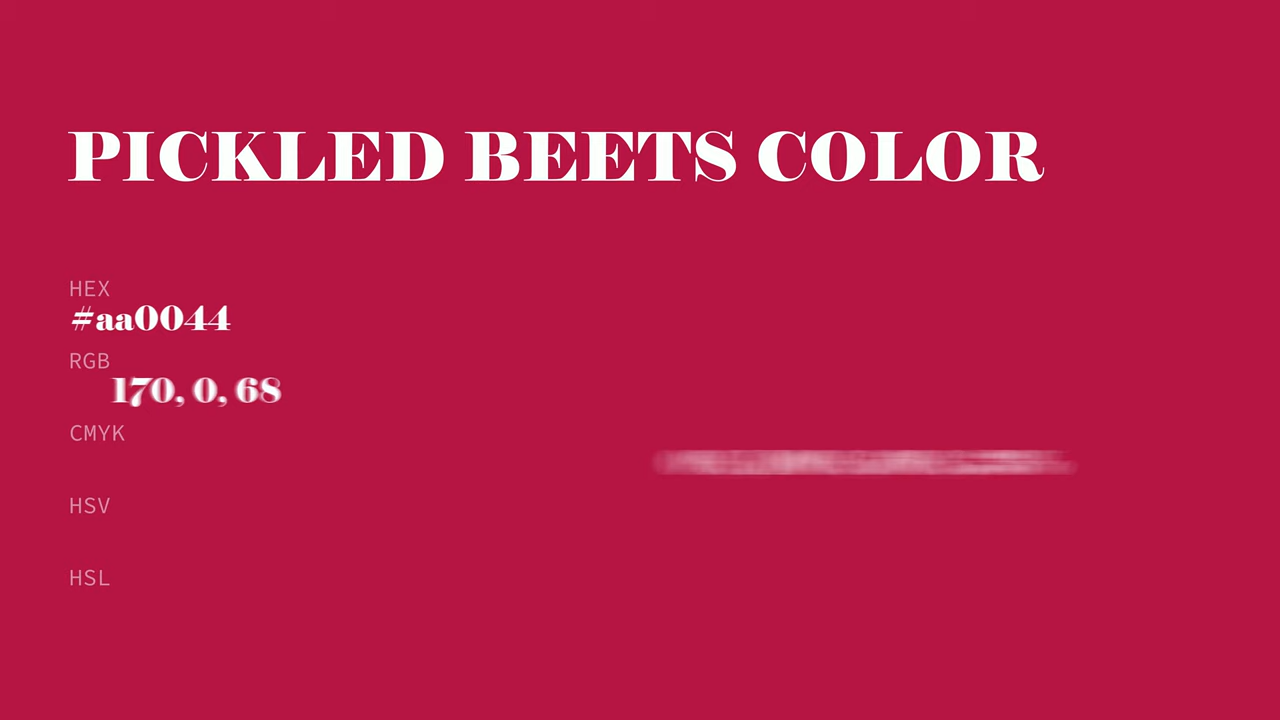 PICKLED BEETS COLOR
HEX
#aa0044
RGB
170, 0, 68
CMYK
HSV
HSL